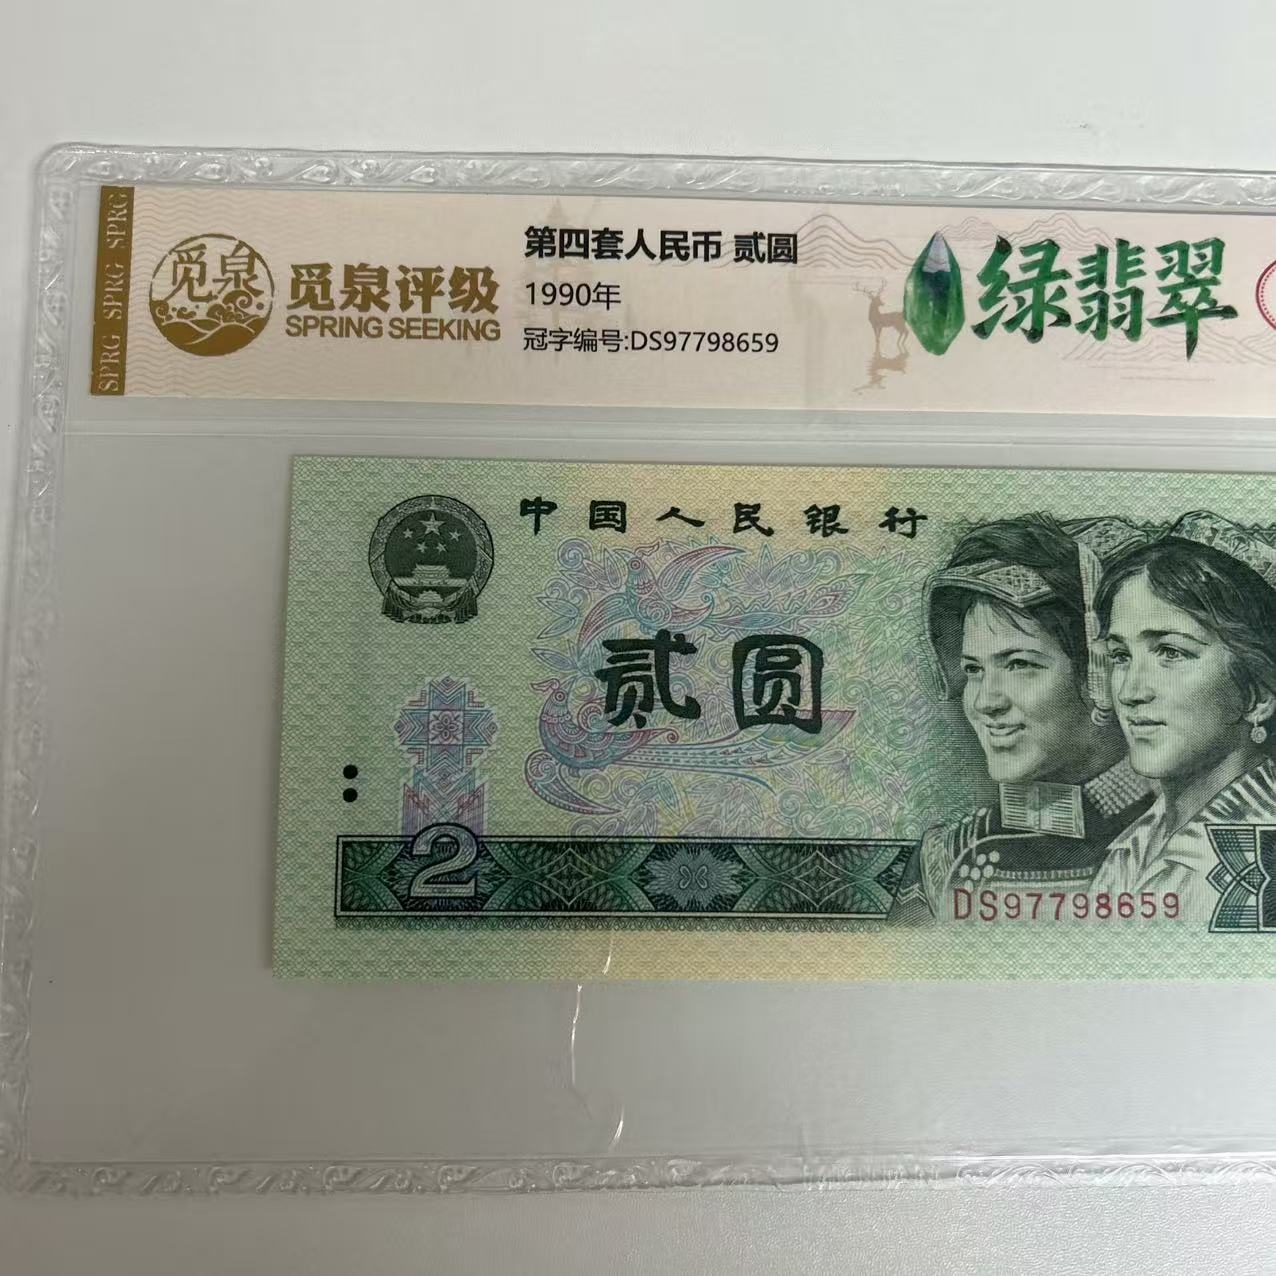 SPRG SPRG SPRG
觅泉
觅泉评级
SPRING SEEKING
第四套人民币 贰圆
1990年
冠字编号:DS97798659
绿翡翠
中国人民银行
贰圆
2
DS97798659